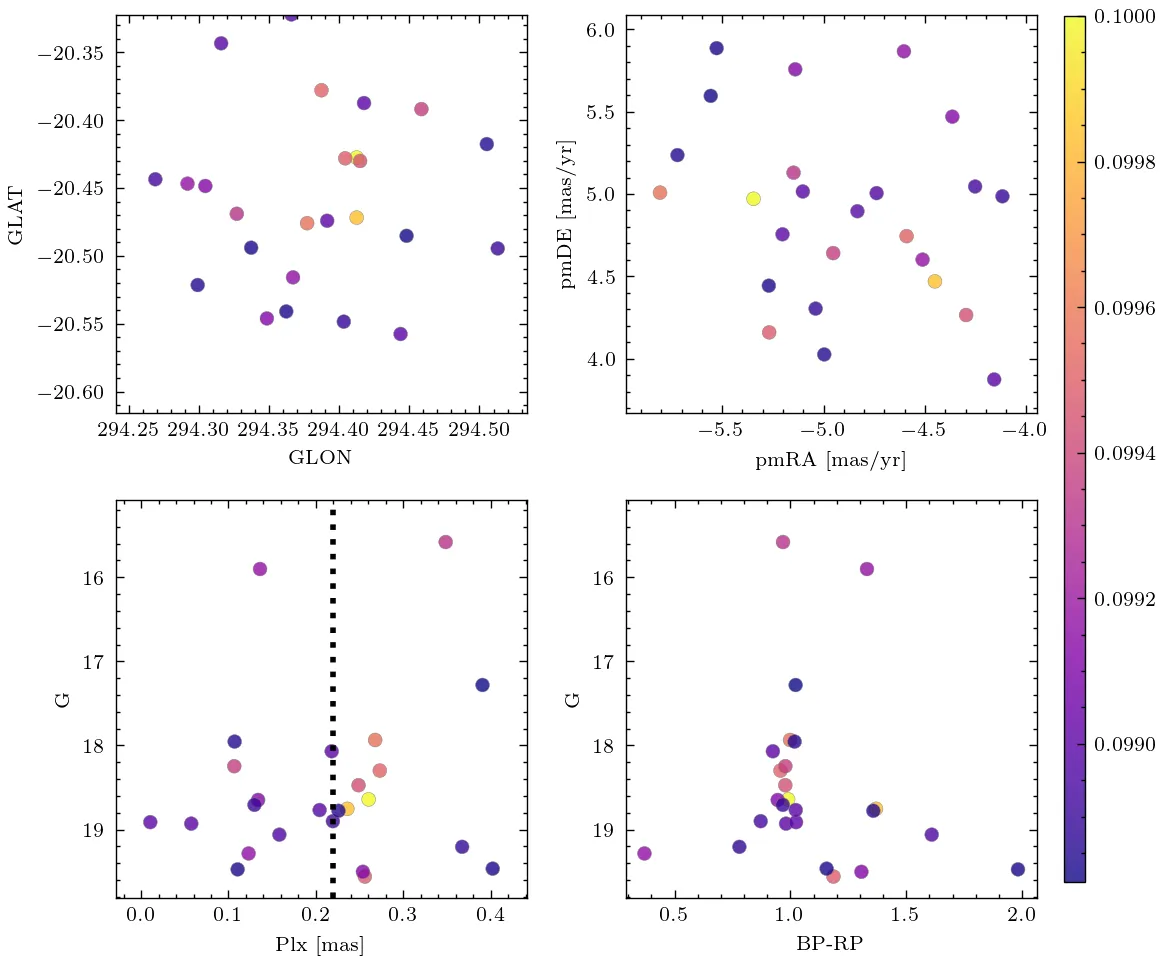 −20.35
−20.40
−20.45
−20.50
−20.55
−20.60
GLAT
294.25 294.30 294.35 294.40 294.45 294.50
GLON
6.0
5.5
5.0
4.5
4.0
pmDE [mas/yr]
−5.5 −5.0 −4.5 −4.0
pmRA [mas/yr]
0.1000
0.0998
0.0996
0.0994
0.0992
0.0990
16
17
18
19
G
0.0 0.1 0.2 0.3 0.4
Plx [mas]
16
17
18
19
G
0.5 1.0 1.5 2.0
BP-RP